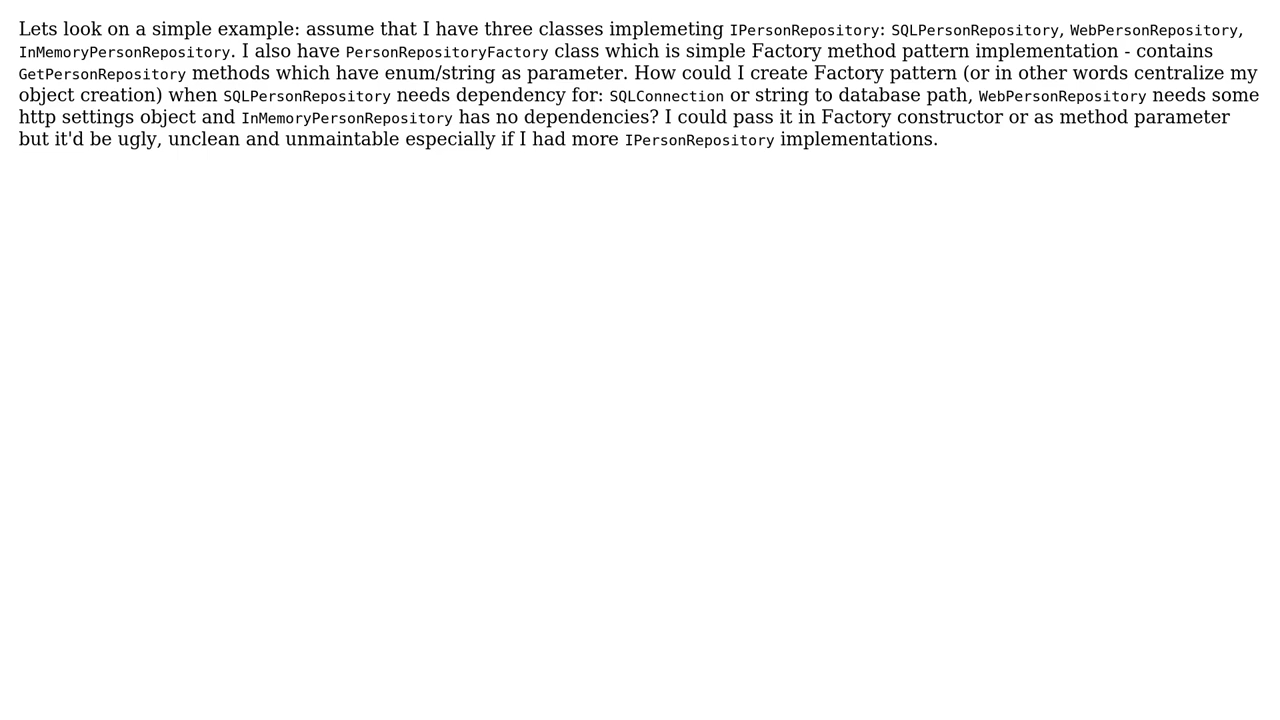 Lets look on a simple example: assume that I have three classes implemeting IPersonRepository: SQLPersonRepository, WebPersonRepository,
InMemoryPersonRepository. I also have PersonRepositoryFactory class which is simple Factory method pattern implementation - contains
GetPersonRepository methods which have enum/string as parameter. How could I create Factory pattern (or in other words centralize my
object creation) when SQLPersonRepository needs dependency for: SQLConnection or string to database path, WebPersonRepository needs some
http settings object and InMemoryPersonRepository has no dependencies? I could pass it in Factory constructor or as method parameter
but it'd be ugly, unclean and unmaintable especially if I had more IPersonRepository implementations.